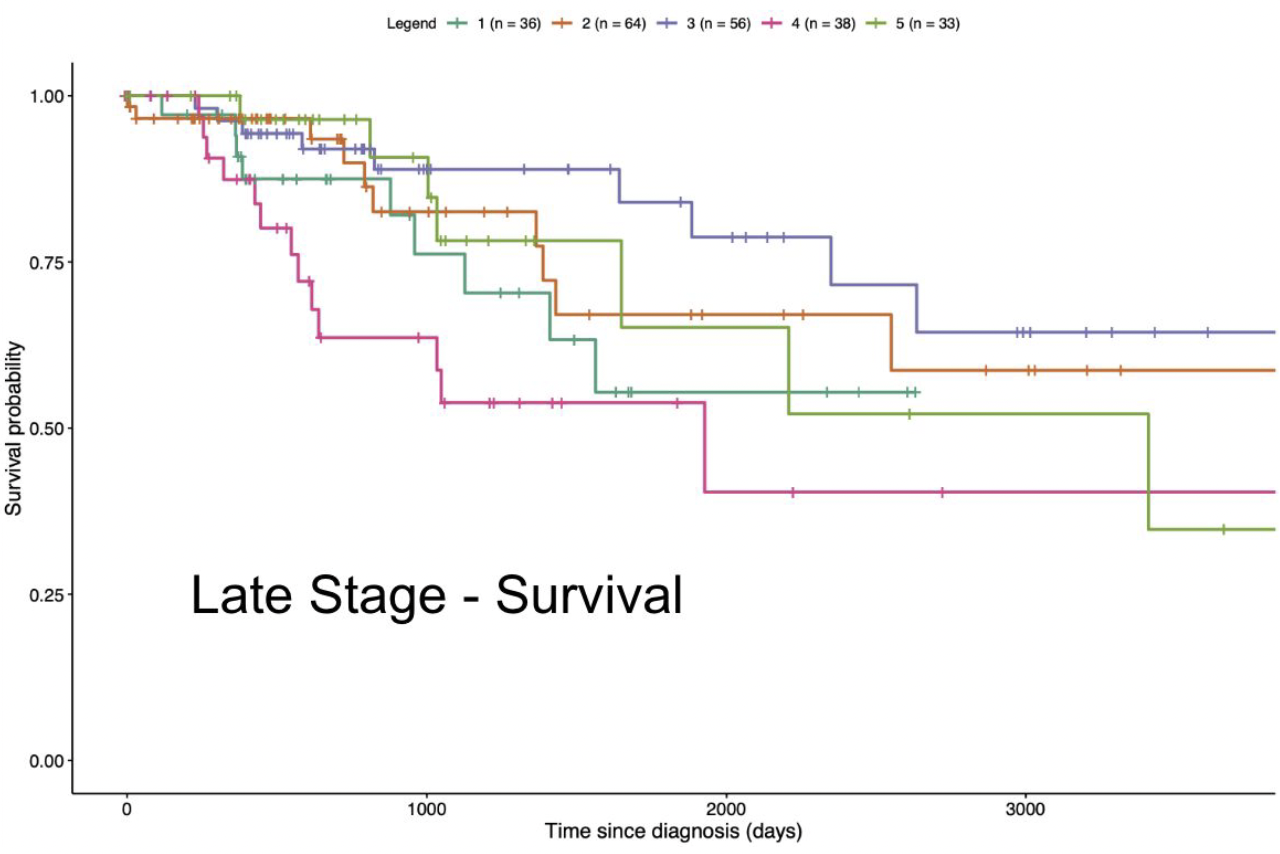 Legend 1 (n = 36) 2 (n = 64) 3 (n = 56) 4 (n = 38) 5 (n = 33)
1.00
0.75
0.50
0.25
0.00
Survival probability
Late Stage - Survival
0 1000 2000 3000
Time since diagnosis (days)